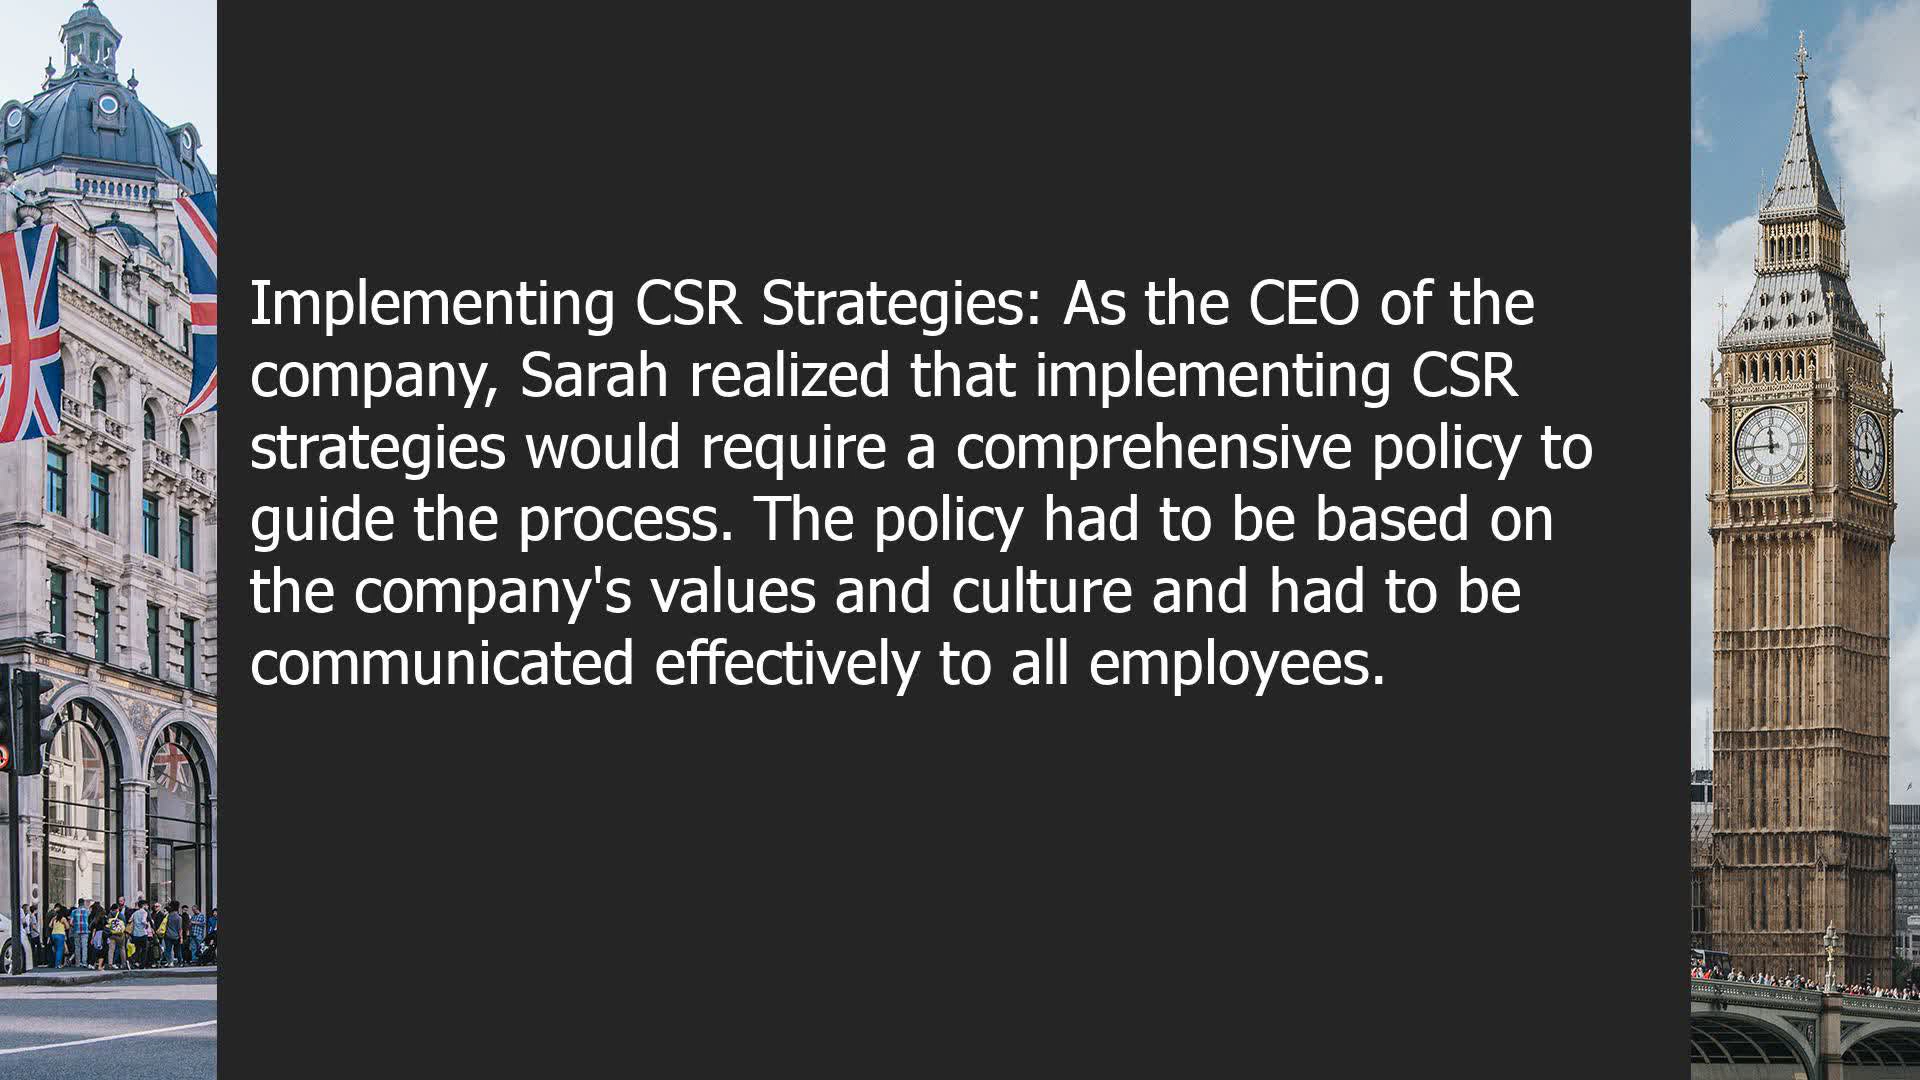 Implementing CSR Strategies: As the CEO of the
company, Sarah realized that implementing CSR
strategies would require a comprehensive policy to
guide the process. The policy had to be based on
the company's values and culture and had to be
communicated effectively to all employees.